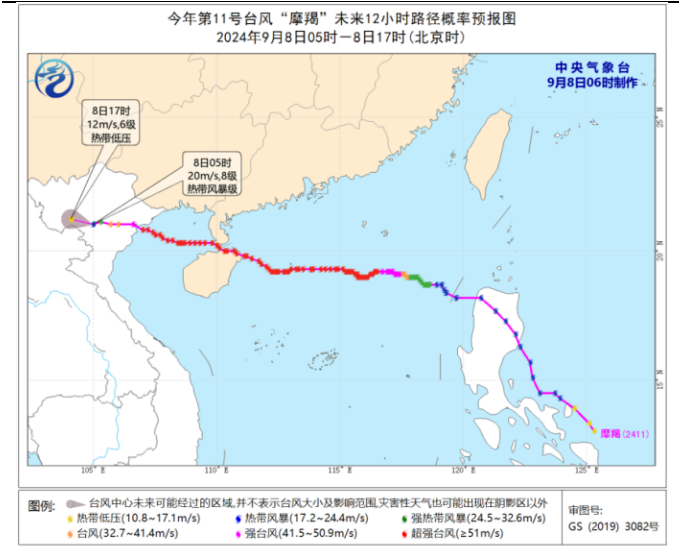 今年第11号台风“摩羯”未来12小时路径概率预报图
2024年9月8日05时－8日17时(北京时)
中央气象台
9月8日06时制作
8日17时
12m/s,6级
热带低压
8日05时
20m/s,8级
热带风暴级
25°N
20°N
15°N
摩羯(2411)
105°E
110°E
115°E
120°E
125°E
图例:
台风中心未来可能经过的区域,并不表示台风大小及影响范围,灾害性天气也可能出现在阴影区以外
热带低压(10.8~17.1m/s)
热带风暴(17.2~24.4m/s)
强热带风暴(24.5~32.6m/s)
台风(32.7~41.4m/s)
强台风(41.5~50.9m/s)
超强台风(≥51m/s)
审图号:
GS (2019) 3082号